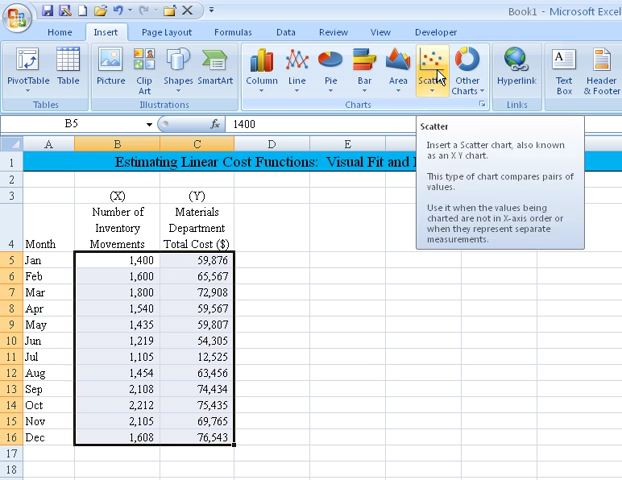 Book1 - Microsoft Excel
Home Insert Page Layout Formulas Data Review View Developer
PivotTable Table Picture Clip Art Shapes SmartArt Column Line Pie Bar Area Scatter Other Charts Hyperlink Text Box Header & Footer
Tables Illustrations Charts Links
B5 fx 1400
Scatter
Insert a Scatter chart, also known
as an X Y chart.
This type of chart compares pairs of
values.
Use it when the values being
charted are not in X-axis order or
when they represent separate
measurements.
A B C D E
1 Estimating Linear Cost Functions: Visual Fit and
2
3 (X) (Y)
Number of Materials
Inventory Department
4 Month Movements Total Cost ($)
5 Jan 1,400 59,876
6 Feb 1,600 65,567
7 Mar 1,800 72,908
8 Apr 1,540 59,567
9 May 1,435 59,807
10 Jun 1,219 54,305
11 Jul 1,105 12,525
12 Aug 1,454 63,456
13 Sep 2,108 74,434
14 Oct 2,212 75,435
15 Nov 2,105 69,765
16 Dec 1,608 76,543
17
18